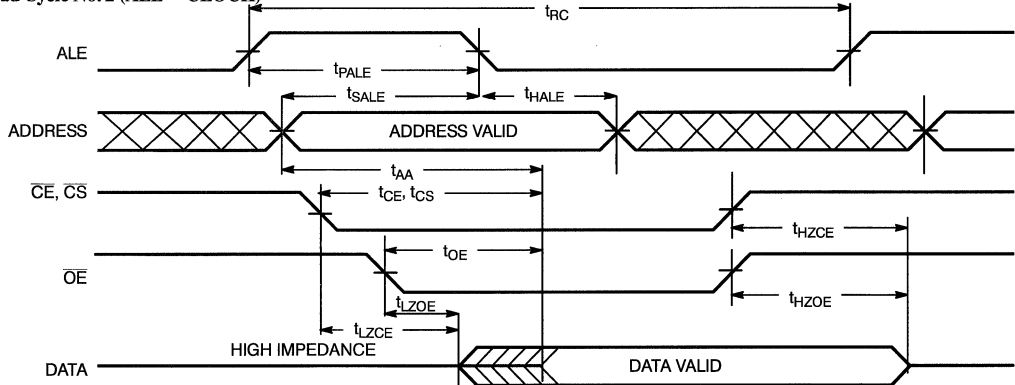 tRC
ALE
tPALE
tSALE
tHALE
ADDRESS
ADDRESS VALID
tAA
CE, CS
tCE, tCS
tHZCE
tOE
OE
tLZOE
tHZOE
tLZCE
HIGH IMPEDANCE
DATA
DATA VALID